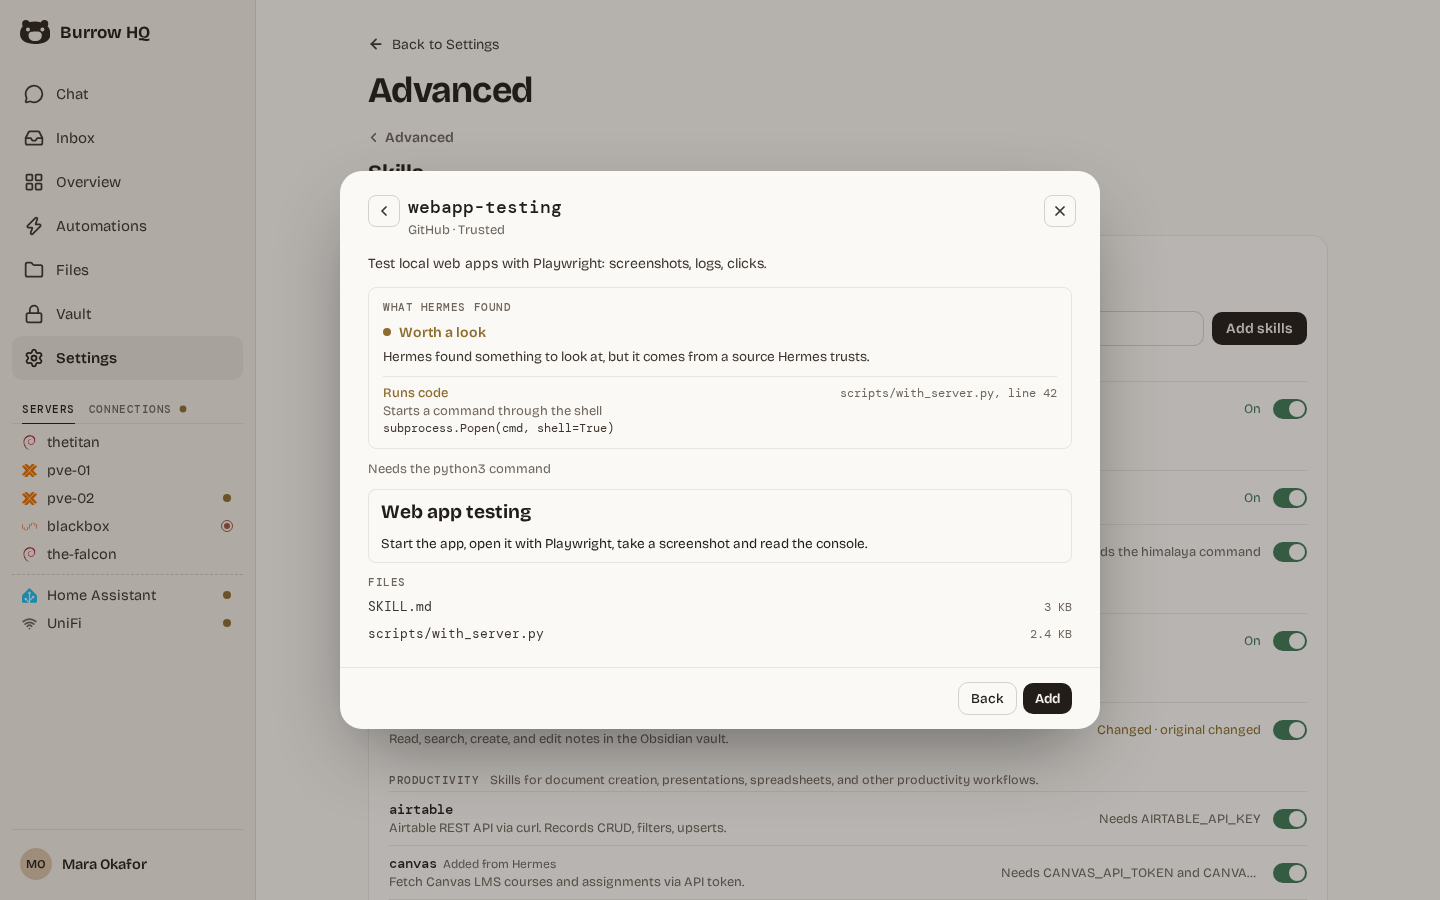 Burrow HQ
Chat
Inbox
Overview
Automations
Files
Vault
Settings
SERVERS CONNECTIONS
thetitan
pve-01
pve-02
blackbox
the-falcon
Home Assistant
UniFi
MO Mara Okafor
Back to Settings
Advanced
Advanced
Skills
webapp-testing
GitHub · Trusted
Test local web apps with Playwright: screenshots, logs, clicks.
WHAT HERMES FOUND
Worth a look
Hermes found something to look at, but it comes from a source Hermes trusts.
Runs code scripts/with_server.py, line 42
Starts a command through the shell
subprocess.Popen(cmd, shell=True)
Needs the python3 command
Web app testing
Start the app, open it with Playwright, take a screenshot and read the console.
FILES
SKILL.md 3 KB
scripts/with_server.py 2.4 KB
Back Add
Add skills
On
On
the himalaya command
On
Changed · original changed
Read, search, create, and edit notes in the Obsidian vault.
PRODUCTIVITY Skills for document creation, presentations, spreadsheets, and other productivity workflows.
airtable
Airtable REST API via curl. Records CRUD, filters, upserts.
Needs AIRTABLE_API_KEY
canvas Added from Hermes
Fetch Canvas LMS courses and assignments via API token.
Needs CANVAS_API_TOKEN and CANVA...